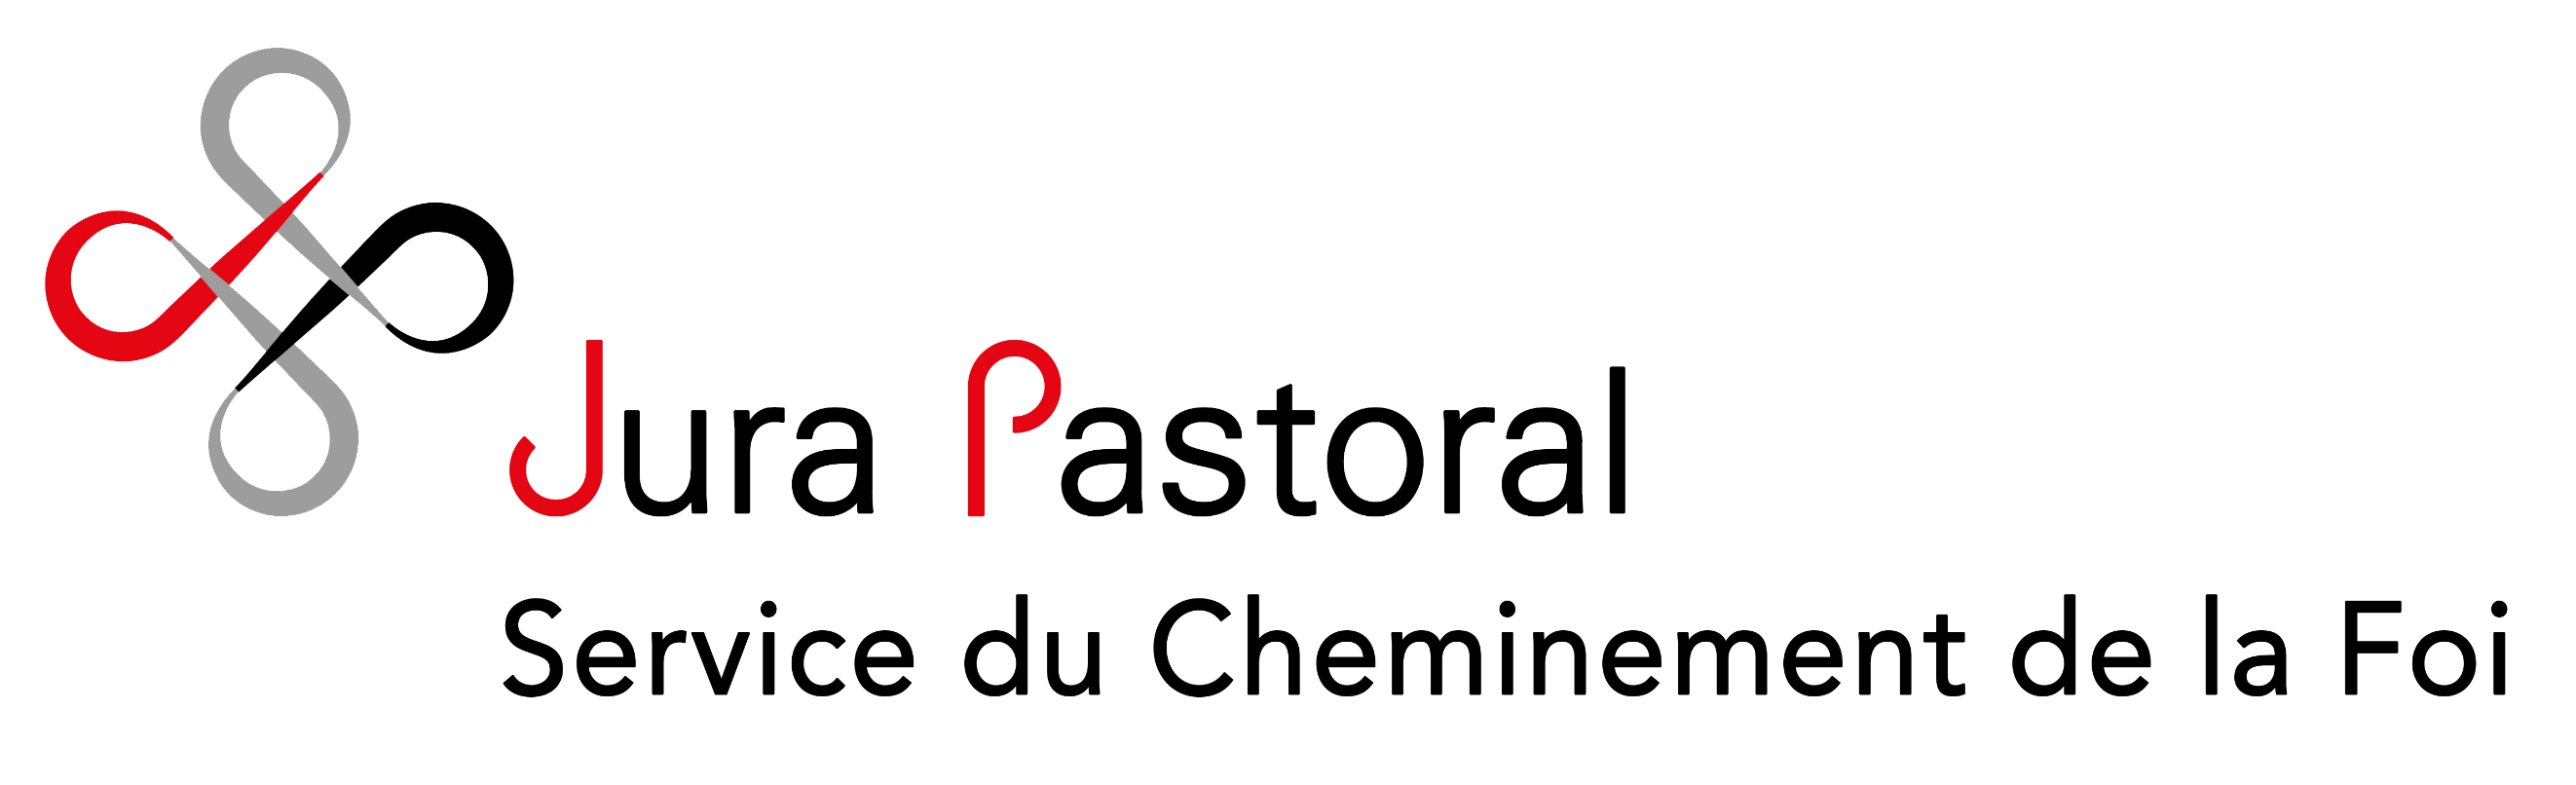 Jura Pastoral
Service du Cheminement de la Foi